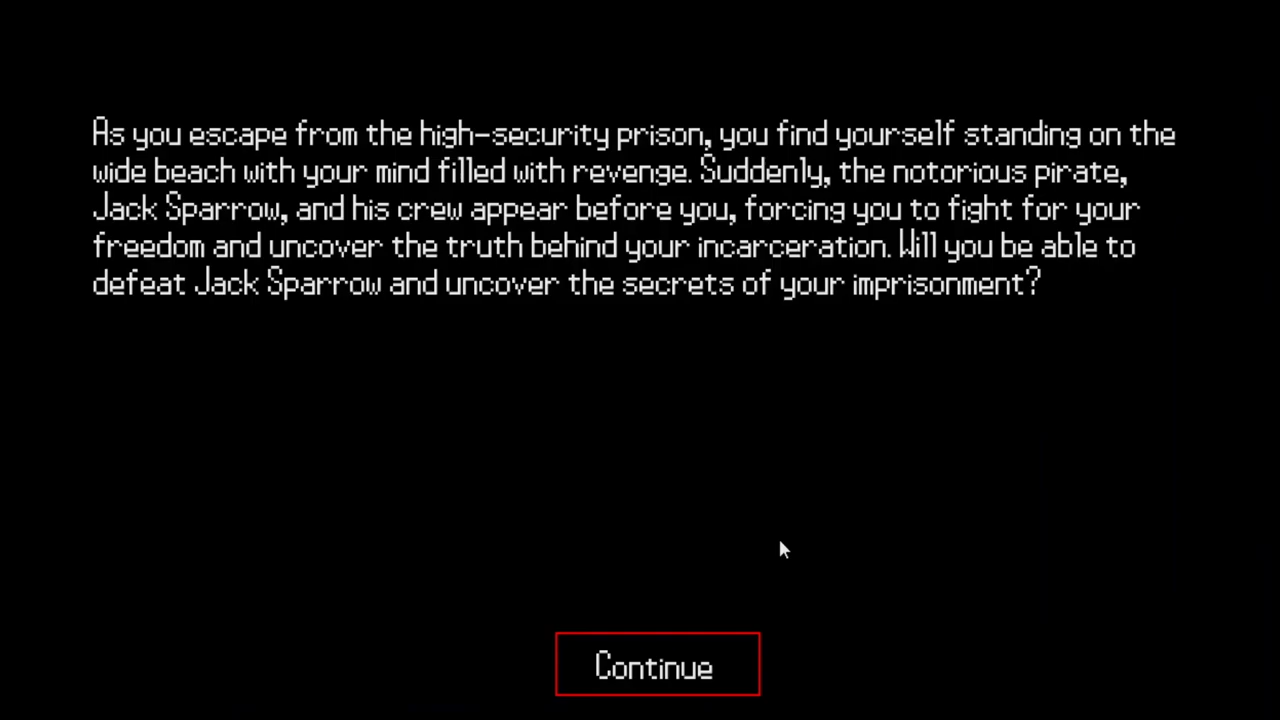 As you escape from the high-security prison, you find yourself standing on the
wide beach with your mind filled with revenge. Suddenly, the notorious pirate,
Jack Sparrow, and his crew appear before you, forcing you to fight for your
freedom and uncover the truth behind your incarceration. Will you be able to
defeat Jack Sparrow and uncover the secrets of your imprisonment?
Continue